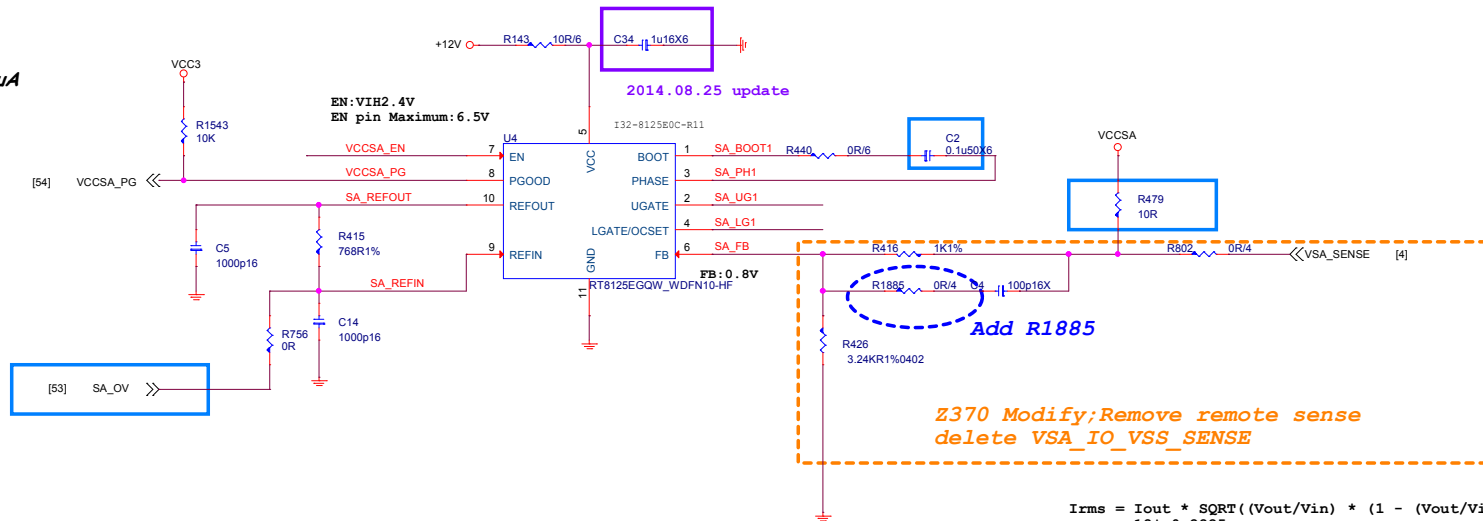 uA
+12V
R143
10R/6
C34
1u16X6
2014.08.25 update
VCC3
R1543
10K
EN:VIH2.4V
EN pin Maximum:6.5V
U4
I32-8125E0C-R11
5
VCC
VCCSA_EN
7
EN
VCCSA_PG
8
PGOOD
SA_REFOUT
10
REFOUT
9
REFIN
SA_REFIN
BOOT
1
SA_BOOT1
PHASE
3
SA_PH1
UGATE
2
SA_UG1
LGATE/OCSET
4
SA_LG1
FB
6
SA_FB
GND
11
FB:0.8V
RT8125EGQW_WDFN10-HF
[54]
VCCSA_PG
C5
1000p16
R415
768R1%
R756
0R
C14
1000p16
[53]
SA_OV
R440
0R/6
C2
0.1u50X6
VCCSA
R479
10R
R416
1K1%
R802
0R/4
VSA_SENSE
[4]
R1885
0R/4
100p16X
Add R1885
R426
3.24KR1%0402
Z370 Modify;Remove remote sense
delete VSA_IO_VSS_SENSE
Irms = Iout * SQRT((Vout/Vin) * (1 - (Vout/Vi